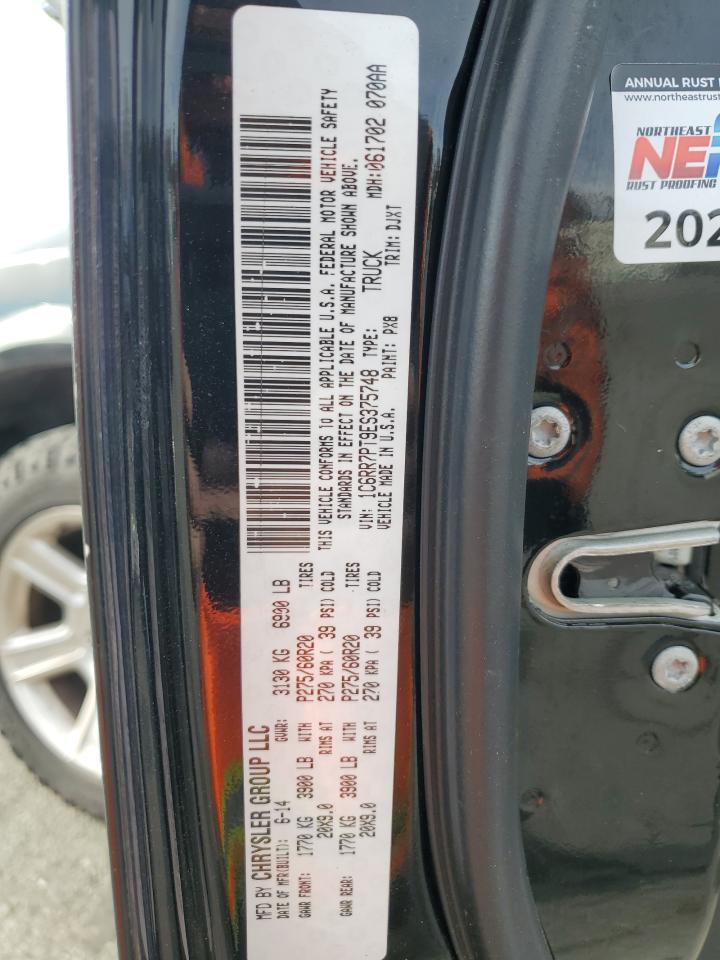 MFD BY CHRYSLER GROUP LLC
DATE OF MFR(BUILT): 6-14 GVWR: 3130 KG 6900 LB
GAWR FRONT: 1770 KG 3900 LB WITH P275/60R20 TIRES
20X9.0 RIMS AT 270 KPA ( 39 PSI) COLD
GAWR REAR: 1770 KG 3900 LB WITH P275/60R20 TIRES
20X9.0 RIMS AT 270 KPA ( 39 PSI) COLD
THIS VEHICLE CONFORMS TO ALL APPLICABLE U.S.A. FEDERAL MOTOR VEHICLE SAFETY
STANDARDS IN EFFECT ON THE DATE OF MANUFACTURE SHOWN ABOVE.
VIN: 1C6RR7PT9ES375748 TYPE: TRUCK MDH:061702 070AA
VEHICLE MADE IN U.S.A. PAINT: PX8 TRIM: DJXT
ANNUAL RUST
www.northeastrust
NORTHEAST
RUST PROOFING
202